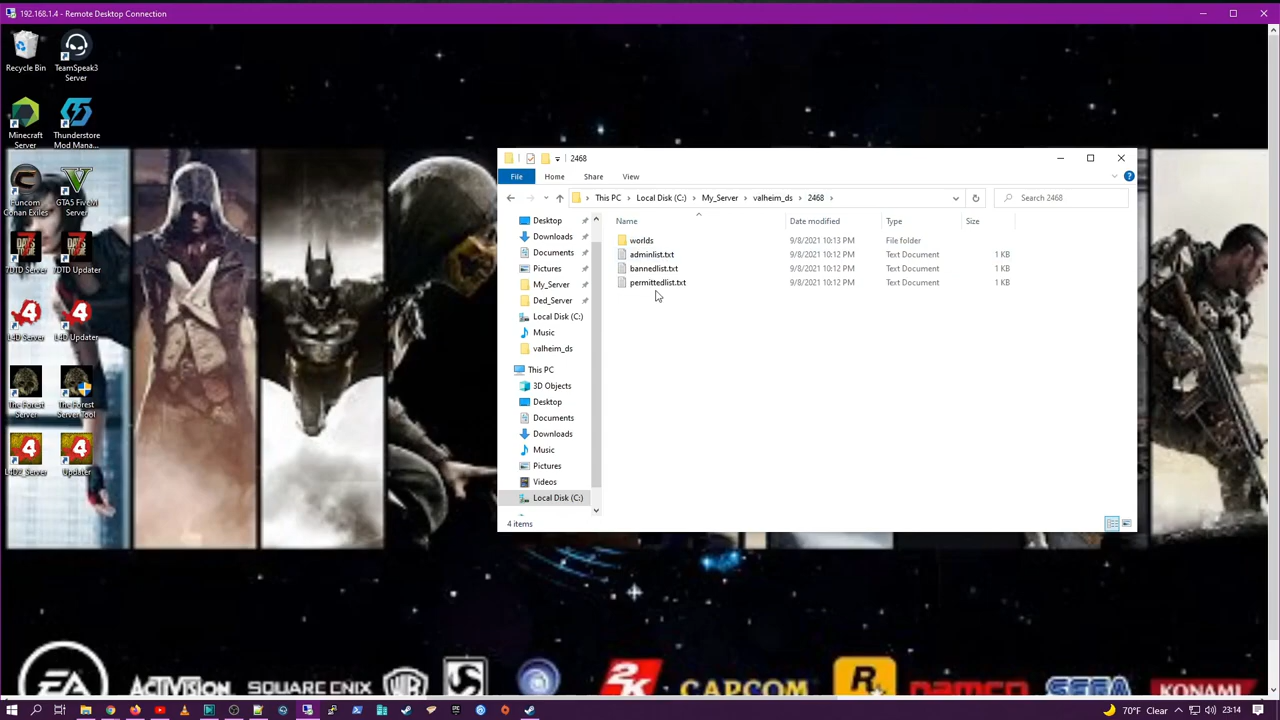 192.168.1.4 - Remote Desktop Connection
Recycle Bin
TeamSpeak3 Server
Minecraft Server
Thunderstore Mod Mana...
Funcom Conan Exiles
GTA5 FiveM Server
7DTD Server
7DTD Updater
L4D Server
L4D Updater
The Forest Server
The Forest Server Tool
L4D2_Server
Updater
2468
File
Home
Share
View
This PC > Local Disk (C:) > My_Server > valheim_ds > 2468 >
Search 2468
Name
Date modified
Type
Size
worlds 9/8/2021 10:13 PM File folder
adminlist.txt 9/8/2021 10:12 PM Text Document 1 KB
bannedlist.txt 9/8/2021 10:12 PM Text Document 1 KB
permittedlist.txt 9/8/2021 10:12 PM Text Document 1 KB
Desktop
Downloads
Documents
Pictures
My_Server
Ded_Server
Local Disk (C:)
Music
valheim_ds
This PC
3D Objects
Desktop
Documents
Downloads
Music
Pictures
Videos
Local Disk (C:)
4 items
EA
ACTIVISION
SQUARE ENIX
WB
2K
CAPCOM
R
namco
SEGA
KONAMI
70°F Clear
23:14